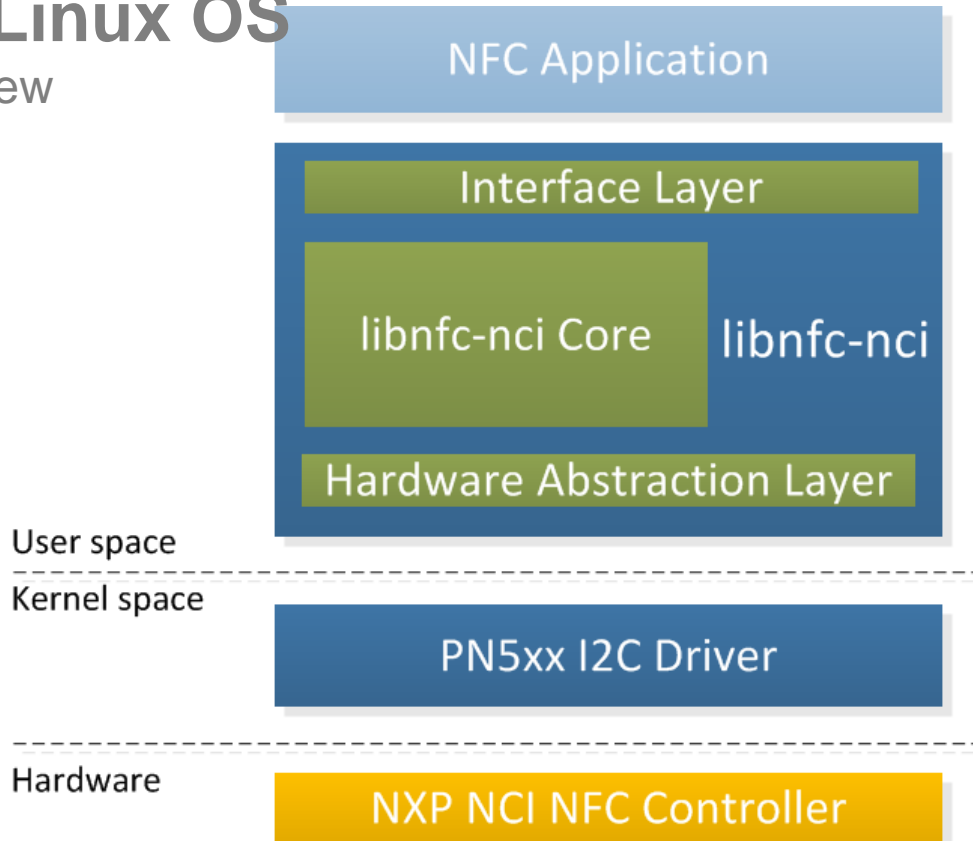 Linux OS
ew
NFC Application
Interface Layer
libnfc-nci Core
libnfc-nci
Hardware Abstraction Layer
User space
Kernel space
PN5xx I2C Driver
Hardware
NXP NCI NFC Controller